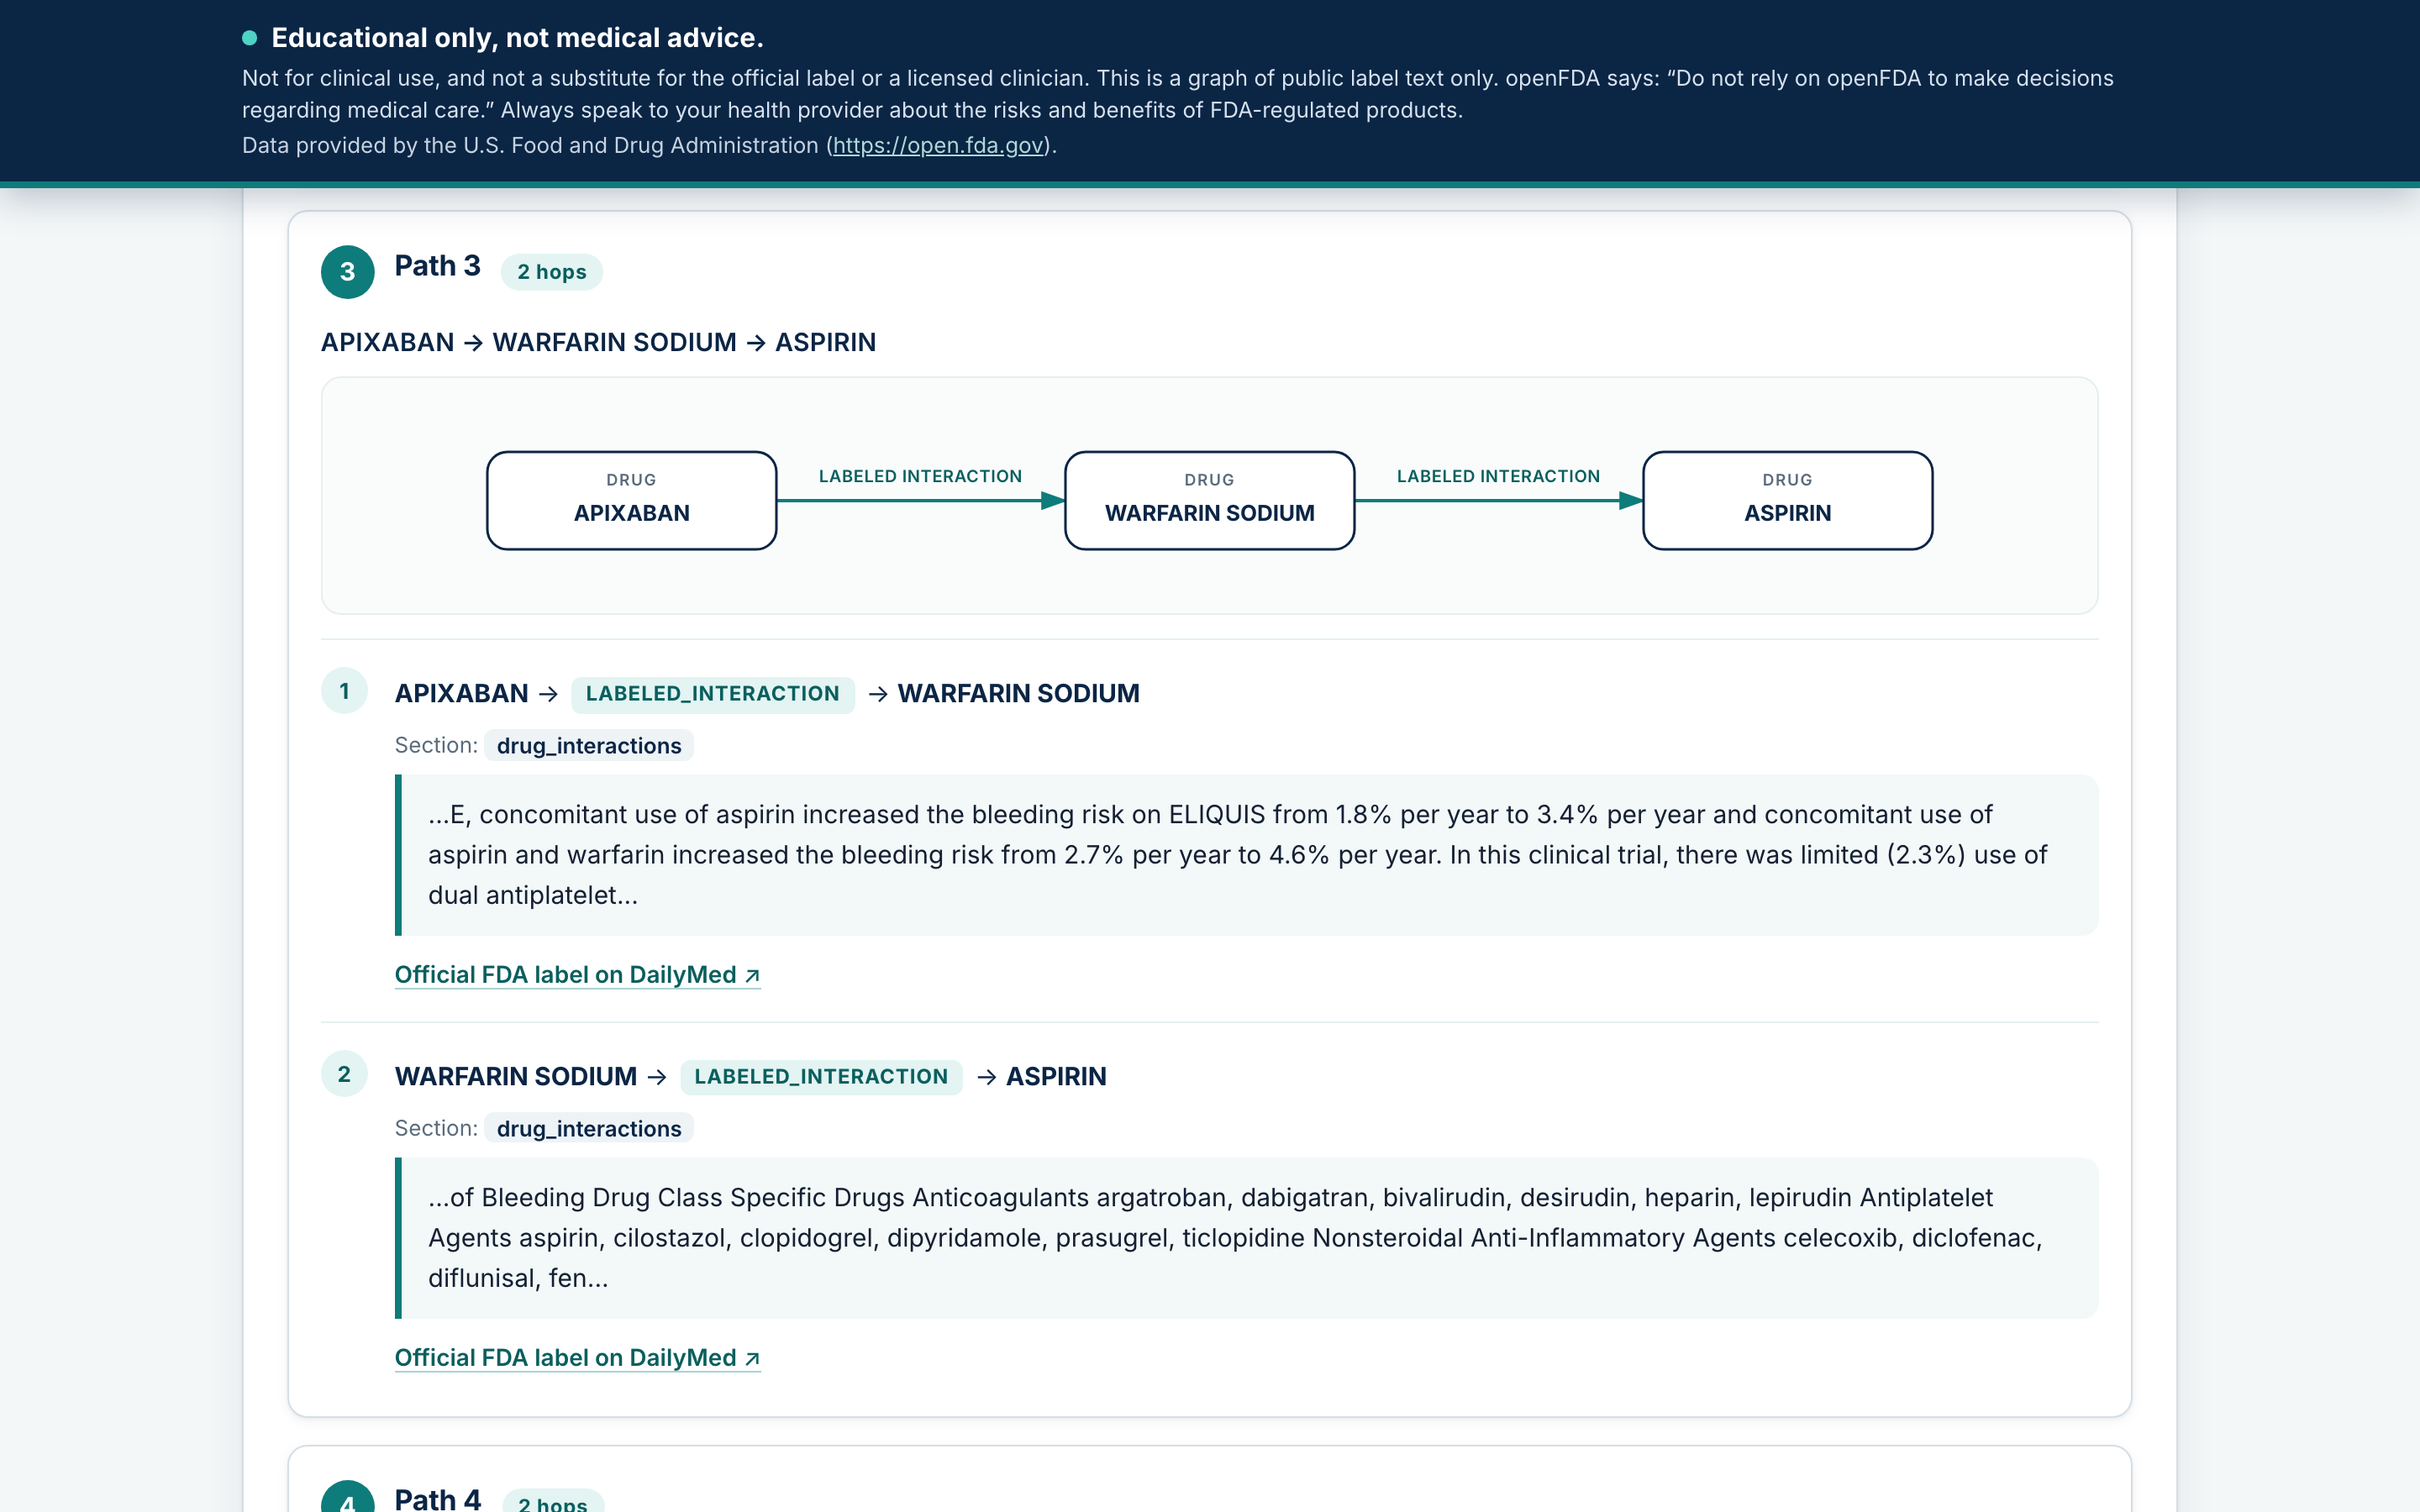 Educational only, not medical advice.
Not for clinical use, and not a substitute for the official label or a licensed clinician. This is a graph of public label text only. openFDA says: “Do not rely on openFDA to make decisions
regarding medical care.” Always speak to your health provider about the risks and benefits of FDA-regulated products.
Data provided by the U.S. Food and Drug Administration (https://open.fda.gov).
3 Path 3 2 hops
APIXABAN → WARFARIN SODIUM → ASPIRIN
DRUG
APIXABAN
LABELED INTERACTION
DRUG
WARFARIN SODIUM
LABELED INTERACTION
DRUG
ASPIRIN
1 APIXABAN → LABELED_INTERACTION → WARFARIN SODIUM
Section: drug_interactions
...E, concomitant use of aspirin increased the bleeding risk on ELIQUIS from 1.8% per year to 3.4% per year and concomitant use of
aspirin and warfarin increased the bleeding risk from 2.7% per year to 4.6% per year. In this clinical trial, there was limited (2.3%) use of
dual antiplatelet...
Official FDA label on DailyMed ↗
2 WARFARIN SODIUM → LABELED_INTERACTION → ASPIRIN
Section: drug_interactions
...of Bleeding Drug Class Specific Drugs Anticoagulants argatroban, dabigatran, bivalirudin, desirudin, heparin, lepirudin Antiplatelet
Agents aspirin, cilostazol, clopidogrel, dipyridamole, prasugrel, ticlopidine Nonsteroidal Anti-Inflammatory Agents celecoxib, diclofenac,
diflunisal, fen...
Official FDA label on DailyMed ↗
4 Path 4 2 hops